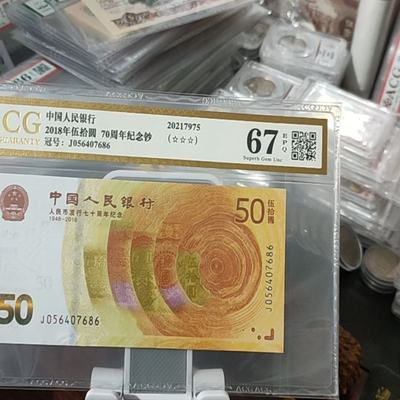 CG
GUARANTY
中国人民银行
2018年伍拾圆 70周年纪念钞
冠号: J056407686
20217975
(☆☆☆)
67
EPQ
Superb Gem Unc
中国人民银行
人民币发行七十周年纪念
1948-2018
50
伍拾圆
50
J056407686
J056407686
ACG